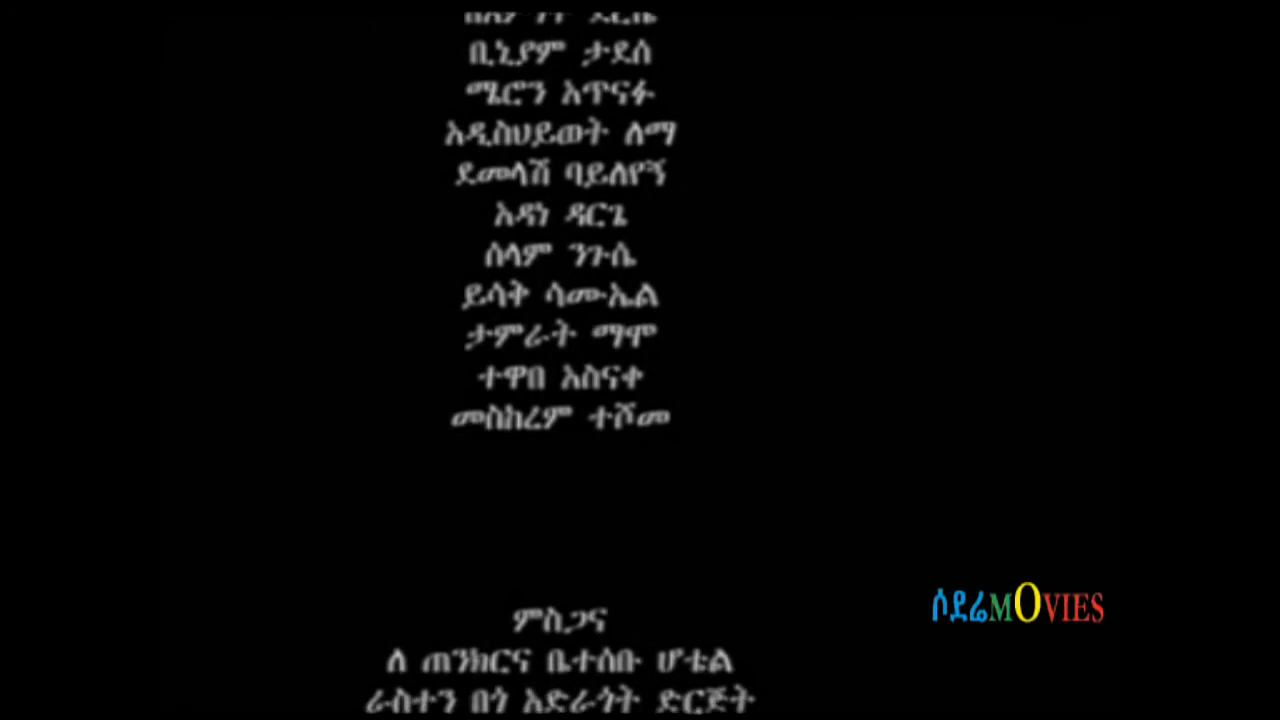 ቢኒያም ታደሰ
ሜሮን አጥናፉ
አዲስህይወት ለማ
ደመላሽ ባይለየኝ
አዳነ ዳርጌ
ሰላም ንጉሴ
ይሳቅ ሳሙኤል
ታምራት ማሞ
ተዋበ አስናቀ
መስከረም ተሾመ
ሶደሬMOVIES
ምስጋና
ለ ጠንክርና ቤተሰቡ ሆቴል
ራስተን በጎ አድራጎት ድርጅት